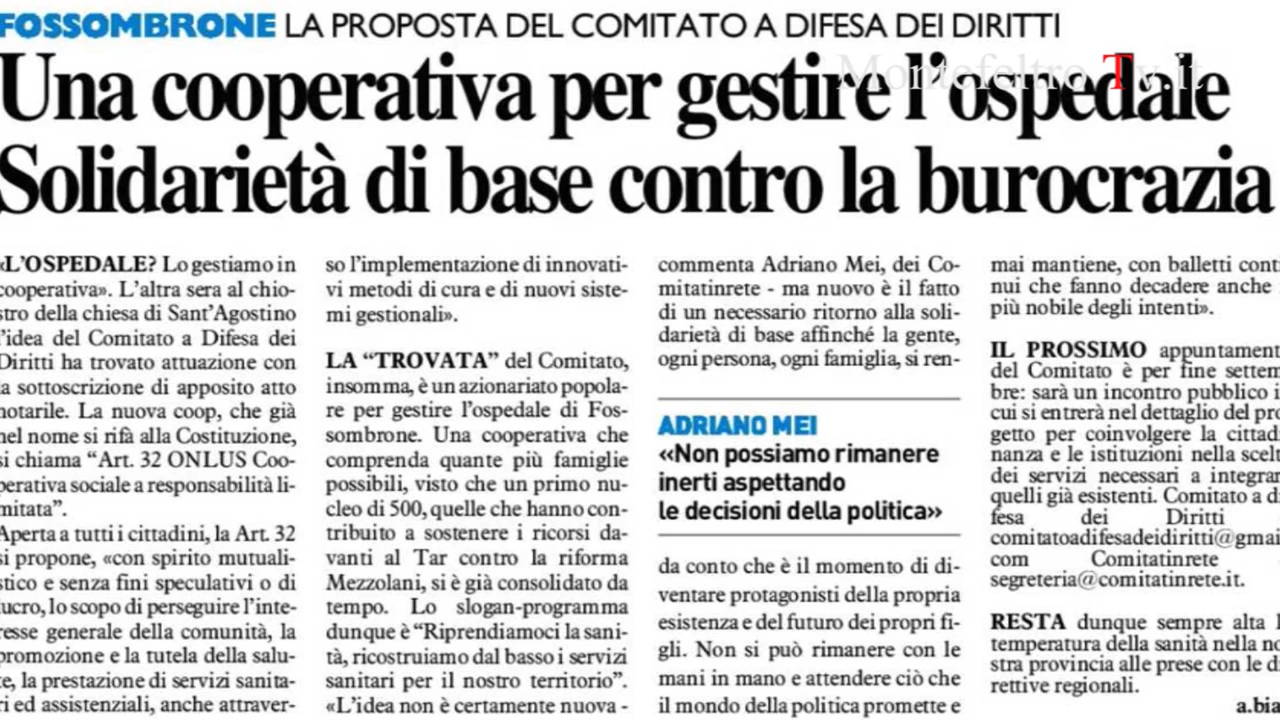 FOSSOMBRONE LA PROPOSTA DEL COMITATO A DIFESA DEI DIRITTI
Montefeltro Tv.it
Una cooperativa per gestire l'ospedale
Solidarietà di base contro la burocrazia
«L'OSPEDALE? Lo gestiamo in
cooperativa». L'altra sera al chio-
stro della chiesa di Sant'Agostino
l'idea del Comitato a Difesa dei
Diritti ha trovato attuazione con
la sottoscrizione di apposito atto
notarile. La nuova coop, che già
nel nome si rifà alla Costituzione,
si chiama "Art. 32 ONLUS Coo-
perativa sociale a responsabilità li-
mitata".
Aperta a tutti i cittadini, la Art. 32
si propone, «con spirito mutuali-
stico e senza fini speculativi o di
lucro, lo scopo di perseguire l'inte-
resse generale della comunità, la
promozione e la tutela della salu-
te, la prestazione di servizi sanita-
ri ed assistenziali, anche attraver-
so l'implementazione di innovati-
vi metodi di cura e di nuovi siste-
mi gestionali».
LA "TROVATA" del Comitato,
insomma, è un azionariato popola-
re per gestire l'ospedale di Fos-
sombrone. Una cooperativa che
comprenda quante più famiglie
possibili, visto che un primo nu-
cleo di 500, quelle che hanno con-
tribuito a sostenere i ricorsi da-
vanti al Tar contro la riforma
Mezzolani, si è già consolidato da
tempo. Lo slogan-programma
dunque è "Riprendiamoci la sani-
tà, ricostruiamo dal basso i servizi
sanitari per il nostro territorio".
«L'idea non è certamente nuova -
commenta Adriano Mei, dei Co-
mitatinrete - ma nuovo è il fatto
di un necessario ritorno alla soli-
darietà di base affinché la gente,
ogni persona, ogni famiglia, si ren-
ADRIANO MEI
«Non possiamo rimanere
inerti aspettando
le decisioni della politica»
da conto che è il momento di di-
ventare protagonisti della propria
esistenza e del futuro dei propri fi-
gli. Non si può rimanere con le
mani in mano e attendere ciò che
il mondo della politica promette e
mai mantiene, con balletti conti
nui che fanno decadere anche
più nobile degli intenti».
IL PROSSIMO appuntament
del Comitato è per fine settem
bre: sarà un incontro pubblico i
cui si entrerà nel dettaglio del pro
getto per coinvolgere la cittadi
nanza e le istituzioni nella scelt
dei servizi necessari a integrar
quelli già esistenti. Comitato a di
fesa dei Diritti
comitatoadifesadeidiritti@gmai
com Comitatinrete
segreteria@comitatinrete.it.
RESTA dunque sempre alta l
temperatura della sanità nella no
stra provincia alle prese con le di
rettive regionali.
a.bia